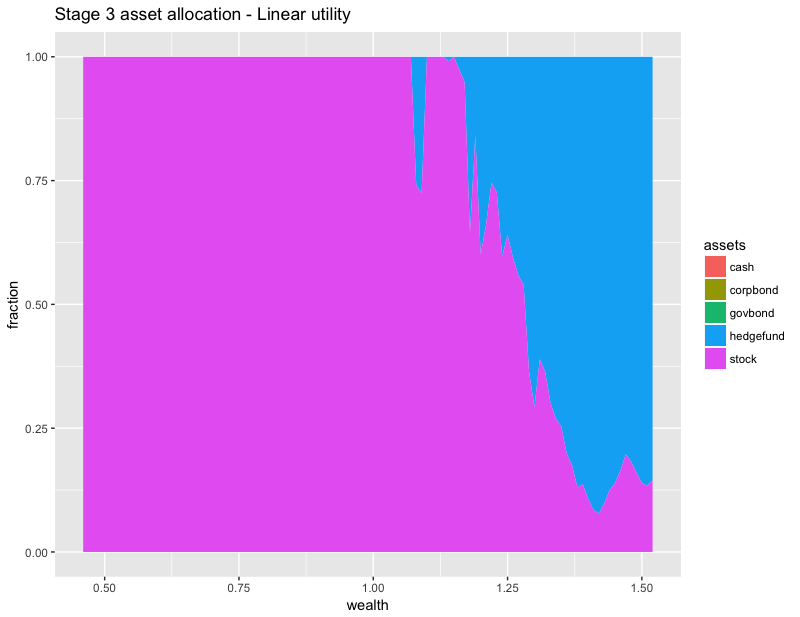 Stage 3 asset allocation - Linear utility
1.00
0.75
0.50
0.25
0.00
fraction
0.50
0.75
1.00
1.25
1.50
wealth
assets
cash
corpbond
govbond
hedgefund
stock